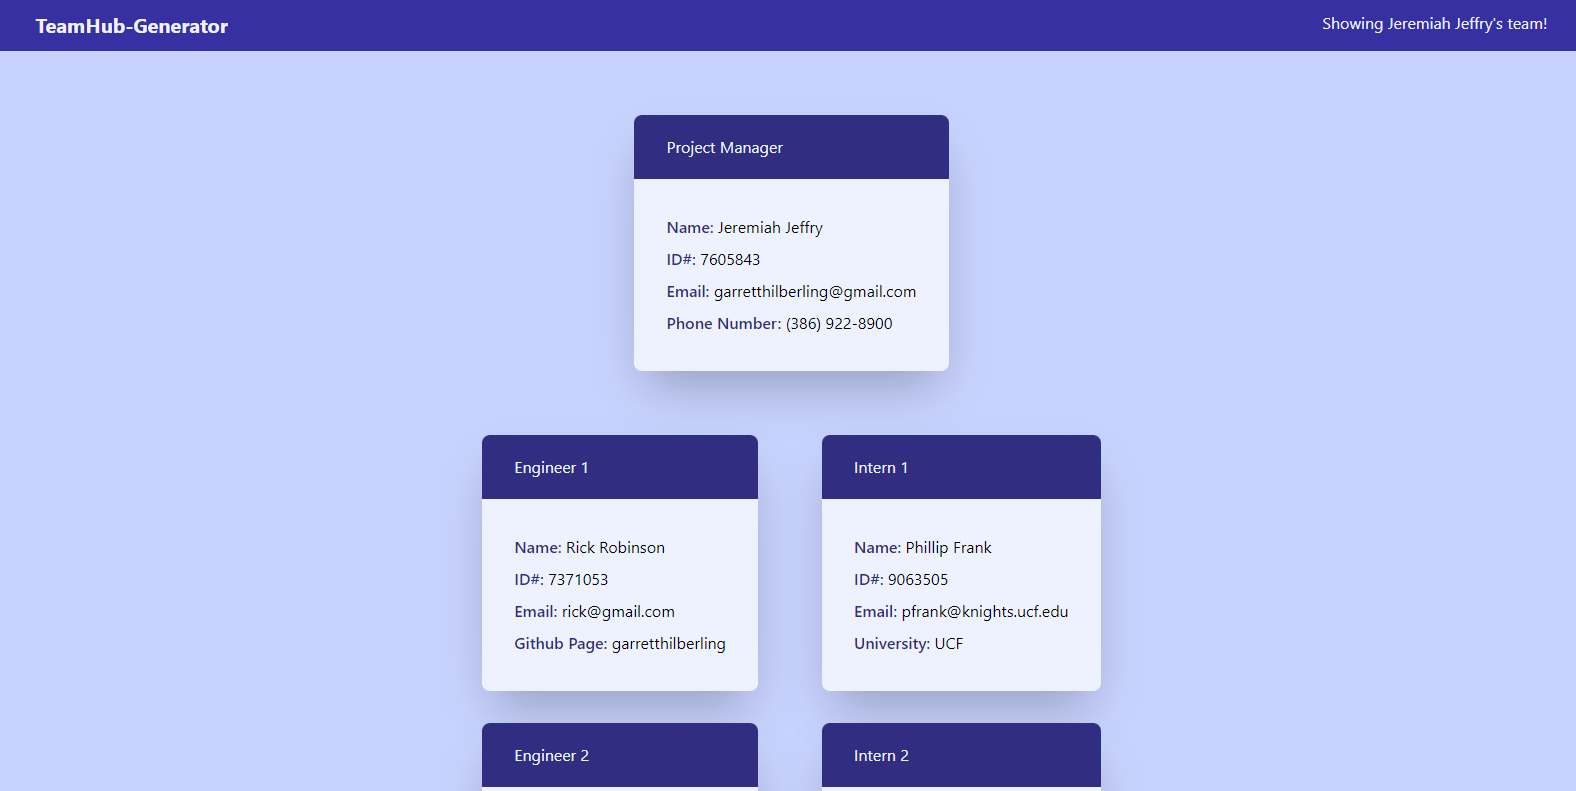 TeamHub-Generator
Showing Jeremiah Jeffry's team!
Project Manager
Name: Jeremiah Jeffry
ID#: 7605843
Email: garretthilberling@gmail.com
Phone Number: (386) 922-8900
Engineer 1
Name: Rick Robinson
ID#: 7371053
Email: rick@gmail.com
Github Page: garretthilberling
Intern 1
Name: Phillip Frank
ID#: 9063505
Email: pfrank@knights.ucf.edu
University: UCF
Engineer 2
Intern 2